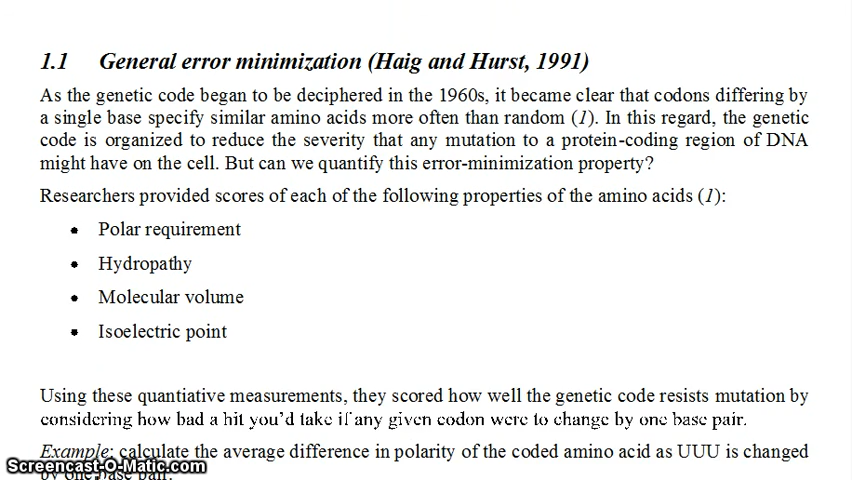 1.1 General error minimization (Haig and Hurst, 1991)
As the genetic code began to be deciphered in the 1960s, it became clear that codons differing by
a single base specify similar amino acids more often than random (1). In this regard, the genetic
code is organized to reduce the severity that any mutation to a protein-coding region of DNA
might have on the cell. But can we quantify this error-minimization property?
Researchers provided scores of each of the following properties of the amino acids (1):
• Polar requirement
• Hydropathy
• Molecular volume
• Isoelectric point
Using these quantiative measurements, they scored how well the genetic code resists mutation by
considering how bad a hit you'd take if any given codon were to change by one base pair.
Example: calculate the average difference in polarity of the coded amino acid as UUU is changed
by one base pair.
Screencast-O-Matic.com